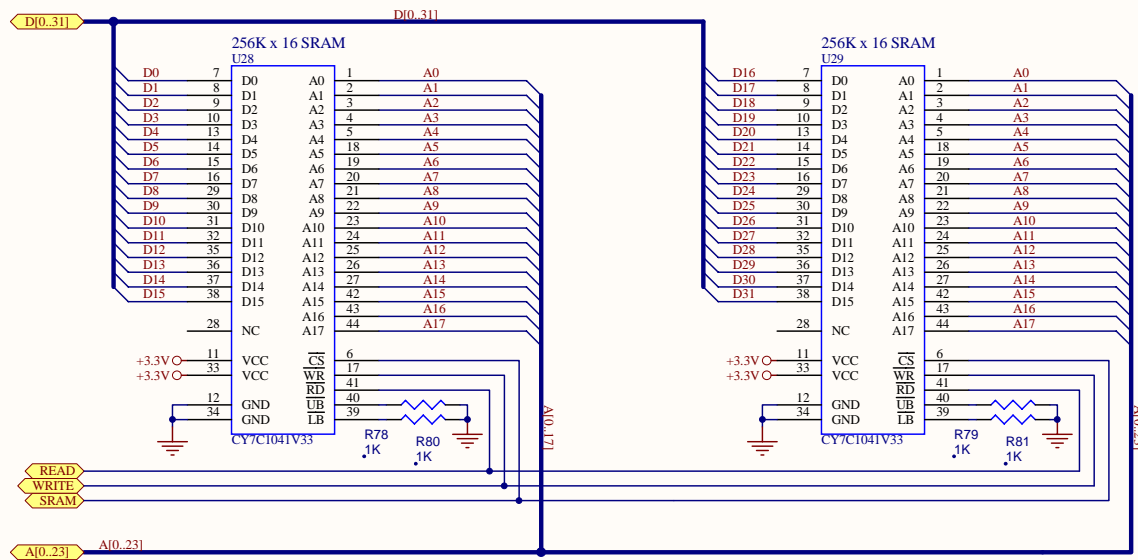 D[0..31]
D[0..31]
256K x 16 SRAM
U28
D0 7 D0 A0 1 A0
D1 8 D1 A1 2 A1
D2 9 D2 A2 3 A2
D3 10 D3 A3 4 A3
D4 13 D4 A4 5 A4
D5 14 D5 A5 18 A5
D6 15 D6 A6 19 A6
D7 16 D7 A7 20 A7
D8 29 D8 A8 21 A8
D9 30 D9 A9 22 A9
D10 31 D10 A10 23 A10
D11 32 D11 A11 24 A11
D12 35 D12 A12 25 A12
D13 36 D13 A13 26 A13
D14 37 D14 A14 27 A14
D15 38 D15 A15 42 A15
A16 43 A16
28 NC A17 44 A17
+3.3V 11 VCC CS 6
+3.3V 33 VCC WR 17
RD 41
12 GND UB 40
34 GND LB 39
CY7C1041V33
R78
1K
R80
1K
A[0..17]
256K x 16 SRAM
U29
D16 7 D0 A0 1 A0
D17 8 D1 A1 2 A1
D18 9 D2 A2 3 A2
D19 10 D3 A3 4 A3
D20 13 D4 A4 5 A4
D21 14 D5 A5 18 A5
D22 15 D6 A6 19 A6
D23 16 D7 A7 20 A7
D24 29 D8 A8 21 A8
D25 30 D9 A9 22 A9
D26 31 D10 A10 23 A10
D27 32 D11 A11 24 A11
D28 35 D12 A12 25 A12
D29 36 D13 A13 26 A13
D30 37 D14 A14 27 A14
D31 38 D15 A15 42 A15
A16 43 A16
28 NC A17 44 A17
+3.3V 11 VCC CS 6
+3.3V 33 VCC WR 17
RD 41
12 GND UB 40
34 GND LB 39
CY7C1041V33
R79
1K
R81
1K
READ
WRITE
SRAM
A[0..23]
A[0..23]